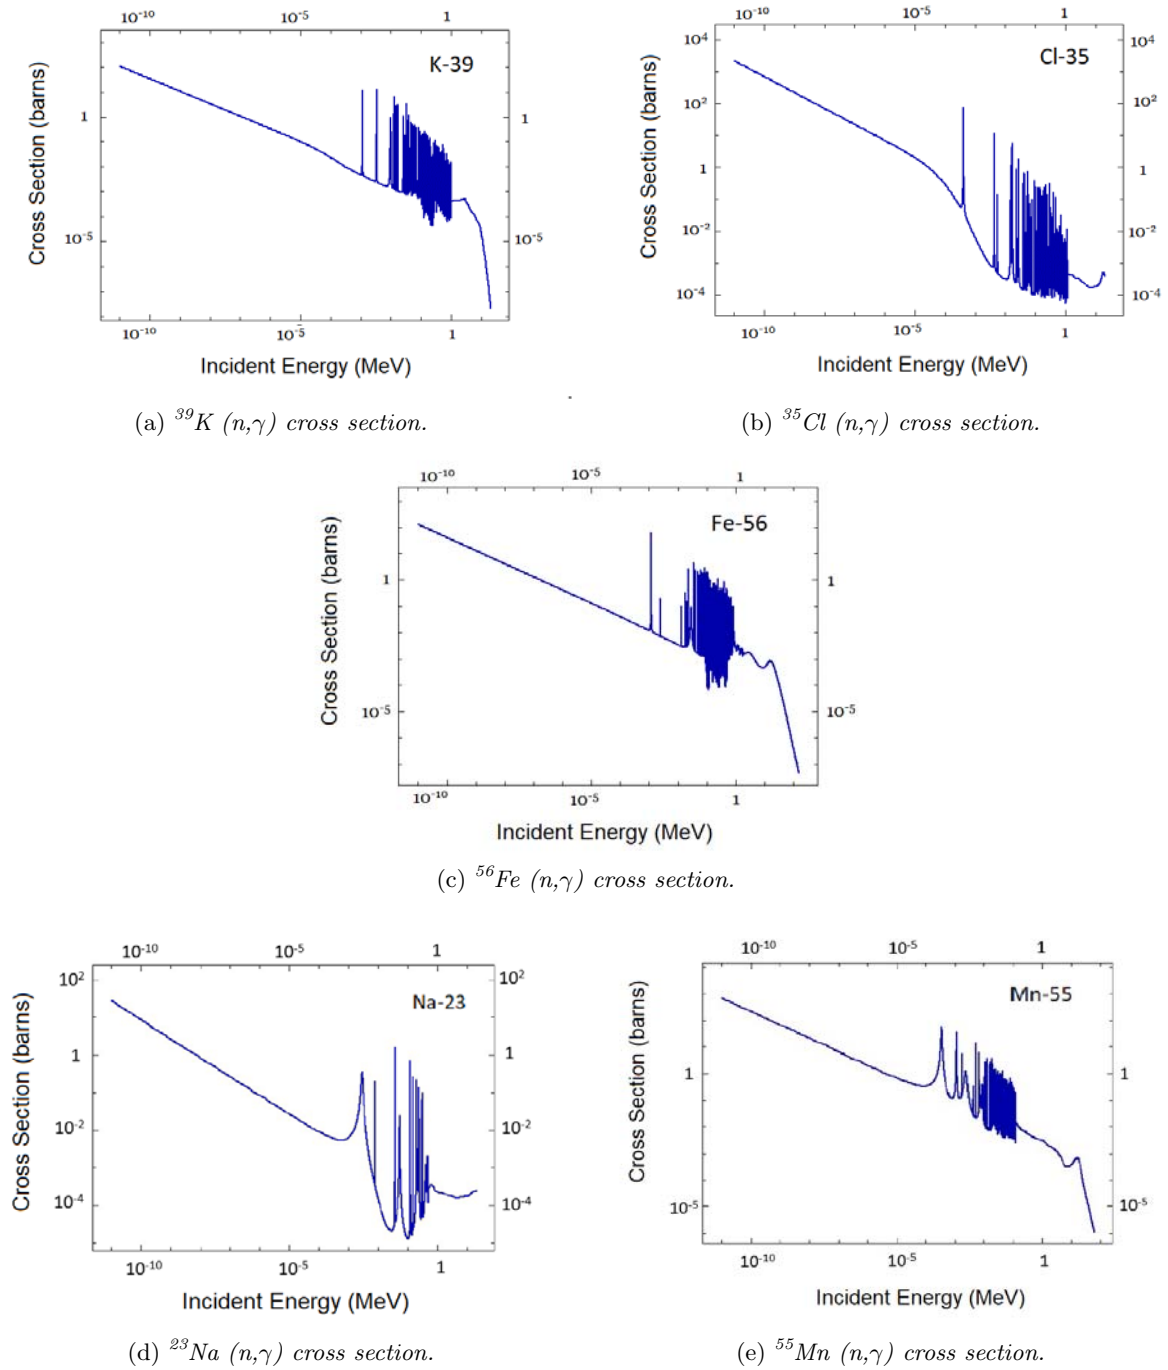 10⁻¹⁰ 10⁻⁵ 1
K-39
Cross Section (barns)
1 1
10⁻⁵ 10⁻⁵
10⁻¹⁰ 10⁻⁵ 1
Incident Energy (MeV)
(a) ³⁹K (n,γ) cross section.
10⁻¹⁰ 10⁻⁵ 1
Cl-35
Cross Section (barns)
10⁴ 10⁴
10² 10²
1 1
10⁻² 10⁻²
10⁻⁴ 10⁻⁴
10⁻¹⁰ 10⁻⁵ 1
Incident Energy (MeV)
(b) ³⁵Cl (n,γ) cross section.
10⁻¹⁰ 10⁻⁵ 1
Fe-56
Cross Section (barns)
1 1
10⁻⁵ 10⁻⁵
10⁻¹⁰ 10⁻⁵ 1
Incident Energy (MeV)
(c) ⁵⁶Fe (n,γ) cross section.
10⁻¹⁰ 10⁻⁵ 1
Na-23
Cross Section (barns)
10² 10²
1 1
10⁻² 10⁻²
10⁻⁴ 10⁻⁴
10⁻¹⁰ 10⁻⁵ 1
Incident Energy (MeV)
(d) ²³Na (n,γ) cross section.
10⁻¹⁰ 10⁻⁵ 1
Mn-55
Cross Section (barns)
1 1
10⁻⁵ 10⁻⁵
10⁻¹⁰ 10⁻⁵ 1
Incident Energy (MeV)
(e) ⁵⁵Mn (n,γ) cross section.